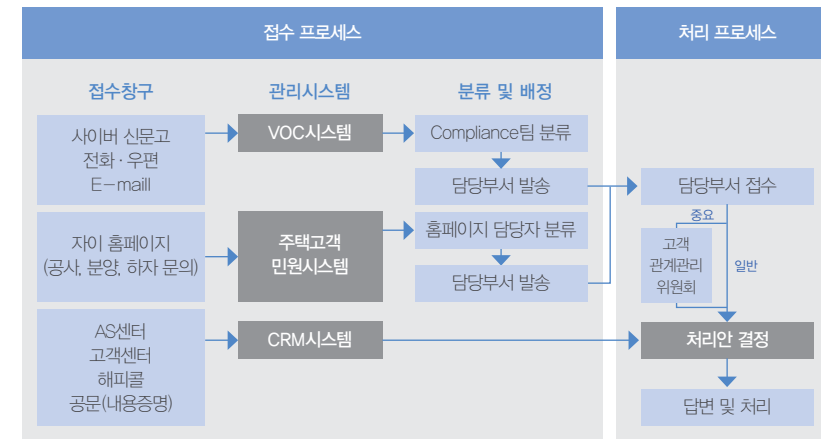 접수 프로세스
처리 프로세스
접수창구
관리시스템
분류 및 배정
사이버 신문고
전화 · 우편
E-maill
VOC시스템
Compliance팀 분류
담당부서 발송
담당부서 접수
자이 홈페이지
(공사, 분양, 하자 문의)
주택고객
민원시스템
홈페이지 담당자 분류
담당부서 발송
중요
고객
관계관리
위원회
일반
AS센터
고객센터
해피콜
공문(내용증명)
CRM시스템
처리안 결정
답변 및 처리